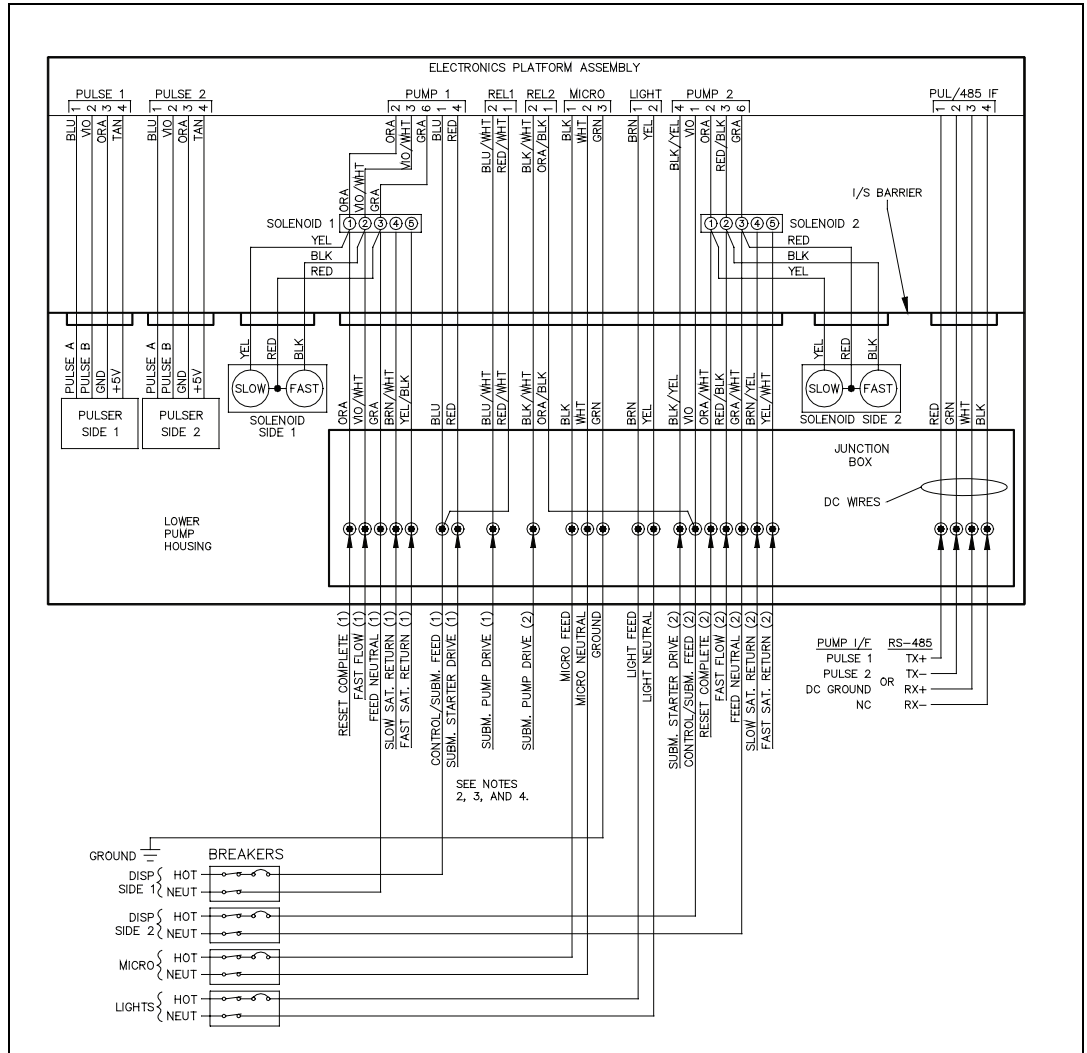 ELECTRONICS PLATFORM ASSEMBLY
PULSE 1 PULSE 2 PUMP 1 REL1 REL2 MICRO LIGHT PUMP 2 PUL/485 IF
1 2 3 4 1 2 3 4 2 3 6 1 4 2 1 2 1 1 2 3 1 2 4 1 2 3 6 1 2 3 4
BLU VIO ORA TAN BLU VIO ORA TAN ORA VIO/WHT GRA BLU RED BLU/WHT RED/WHT BLK/WHT ORA/BLK BLK WHT GRN BRN YEL BLK/YEL VIO ORA RED/BLK GRA
I/S BARRIER
ORA VIO/WHT GRA
SOLENOID 1 1 2 3 4 5
1 2 3 4 5 SOLENOID 2
YEL
BLK
RED
RED
BLK
YEL
PULSE A PULSE B GND +5V
PULSE A PULSE B GND +5V
YEL RED BLK
ORA VIO/WHT GRA BRN/WHT YEL/BLK BLU RED BLU/WHT RED/WHT BLK/WHT ORA/BLK BLK WHT GRN BRN YEL BLK/YEL VIO ORA/WHT RED/BLK GRA/WHT BRN/YEL YEL/WHT
YEL RED BLK
RED GRN WHT BLK
PULSER
SIDE 1
PULSER
SIDE 2
SLOW FAST
SOLENOID
SIDE 1
SLOW FAST
SOLENOID SIDE 2
JUNCTION
BOX
DC WIRES
LOWER
PUMP
HOUSING
RESET COMPLETE (1)
FAST FLOW (1)
FEED NEUTRAL (1)
SLOW SAT. RETURN (1)
FAST SAT. RETURN (1)
CONTROL/SUBM. FEED (1)
SUBM. STARTER DRIVE (1)
SUBM. PUMP DRIVE (1)
SUBM. PUMP DRIVE (2)
MICRO FEED
MICRO NEUTRAL
GROUND
LIGHT FEED
LIGHT NEUTRAL
SUBM. STARTER DRIVE (2)
CONTROL/SUBM. FEED (2)
RESET COMPLETE (2)
FAST FLOW (2)
FEED NEUTRAL (2)
SLOW SAT. RETURN (2)
FAST SAT. RETURN (2)
PUMP I/F RS-485
PULSE 1 TX+
PULSE 2 TX-
OR
DC GROUND RX+
NC RX-
SEE NOTES
2, 3, AND 4.
GROUND
BREAKERS
DISP SIDE 1 HOT
NEUT
DISP SIDE 2 HOT
NEUT
MICRO HOT
NEUT
LIGHTS HOT
NEUT